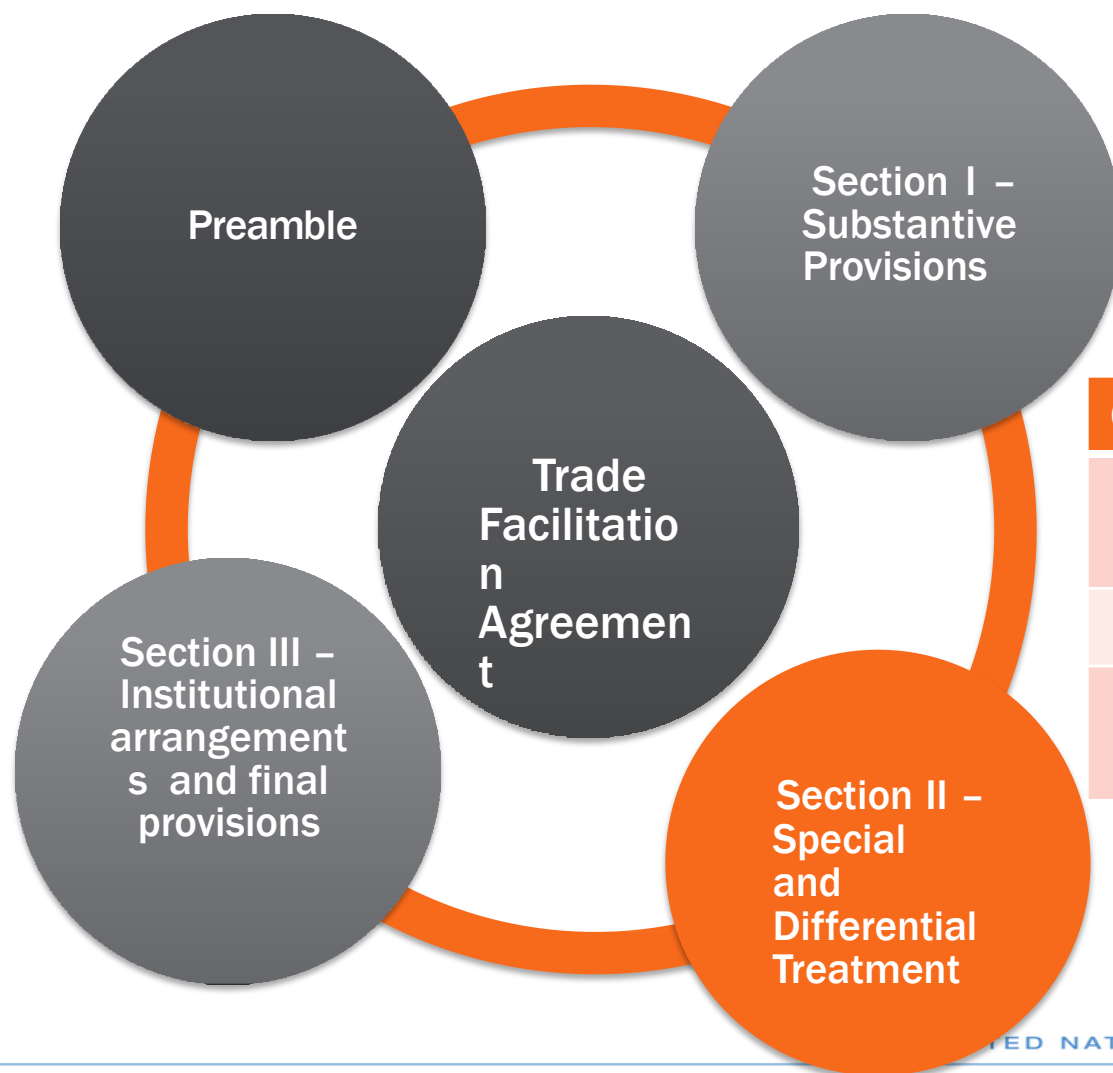 Preamble
Section I –
Substantive
Provisions
Trade
Facilitatio
n
Agreemen
t
Section III –
Institutional
arrangement
s and final
provisions
Section II –
Special
and
Differential
Treatment